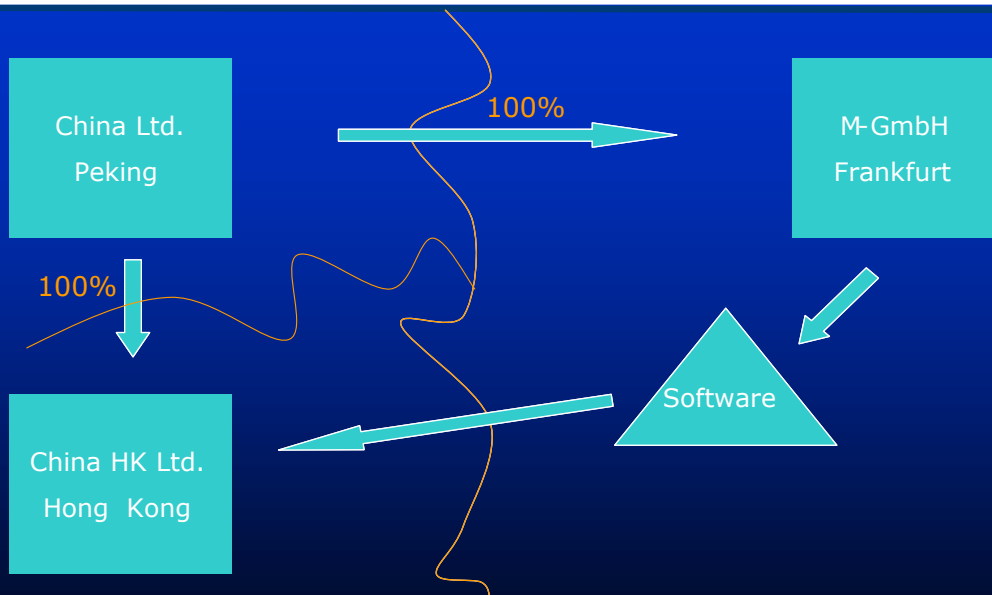 China Ltd.
Peking
100%
M-GmbH
Frankfurt
100%
Software
China HK Ltd.
Hong Kong